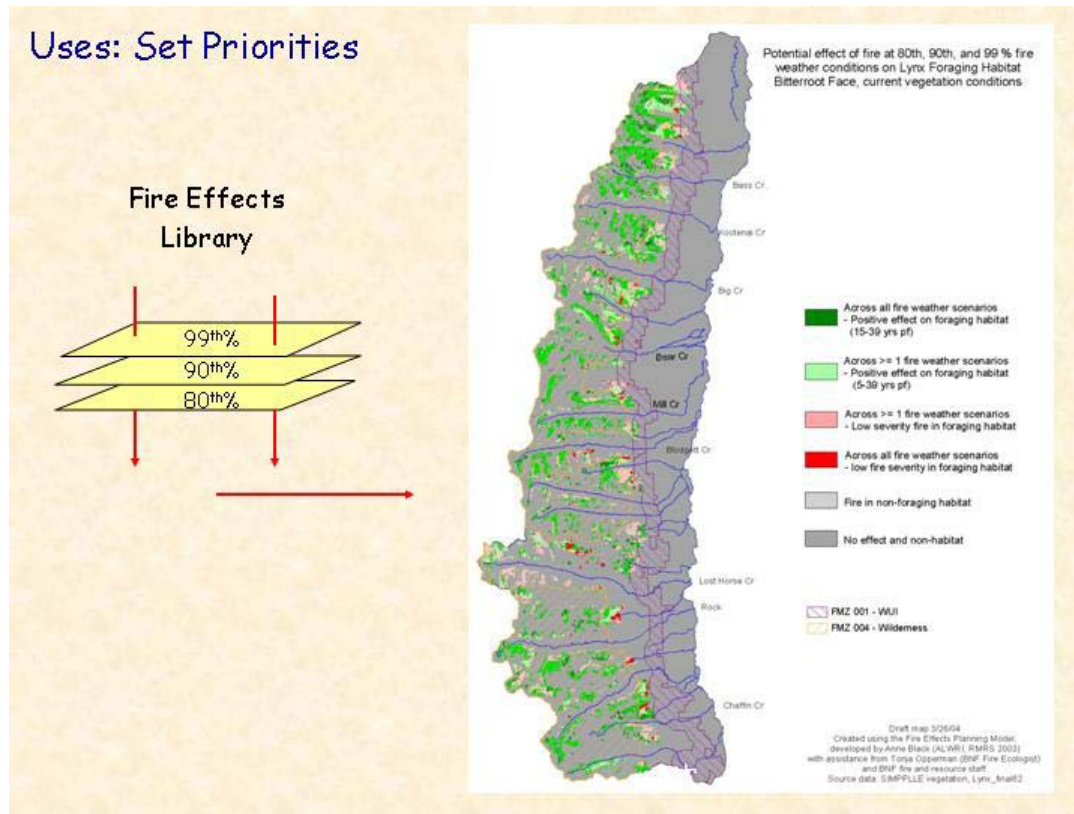 Uses: Set Priorities
Fire Effects
Library
99th%
90th%
80th%
Potential effect of fire at 80th, 90th, and 99 % fire
weather conditions on Lynx Foraging Habitat
Bitterroot Face, current vegetation conditions
Bass Cr.
Kootenai Cr
Big Cr
Bear Cr
Mill Cr
Blodgett Cr
Lost Horse Cr
Rock
Chaffin Cr
Across all fire weather scenarios
- Positive effect on foraging habitat
(15-39 yrs pf)
Across >= 1 fire weather scenarios
- Positive effect on foraging habitat
(5-39 yrs pf)
Across >= 1 fire weather scenarios
- Low severity fire in foraging habitat
Across all fire weather scenarios
- low fire severity in foraging habitat
Fire in non-foraging habitat
No effect and non-habitat
FMZ 001 - WUI
FMZ 004 - Wilderness
Draft map 3/26/04
Created using the Fire Effects Planning Model,
developed by Anne Black (ALWRI, RMRS 2003)
with assistance from Tonja Opperman (BNF Fire Ecologist)
and BNF fire and resource staff.
Source data: SIMPPLLE vegetation, Lynx_final62